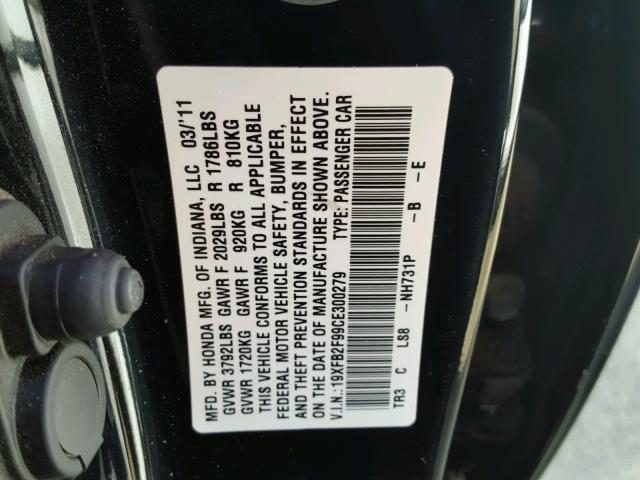 MFD. BY HONDA MFG. OF INDIANA, LLC 03/'11
GVWR 3792LBS GAWR F 2029LBS R 1786LBS
GVWR 1720KG GAWR F 920KG R 810KG
THIS VEHICLE CONFORMS TO ALL APPLICABLE
FEDERAL MOTOR VEHICLE SAFETY, BUMPER,
AND THEFT PREVENTION STANDARDS IN EFFECT
ON THE DATE OF MANUFACTURE SHOWN ABOVE.
V.I.N.:19XFB2F99CE300279 TYPE: PASSENGER CAR
TR3 C LS8 -NH731P -B -E